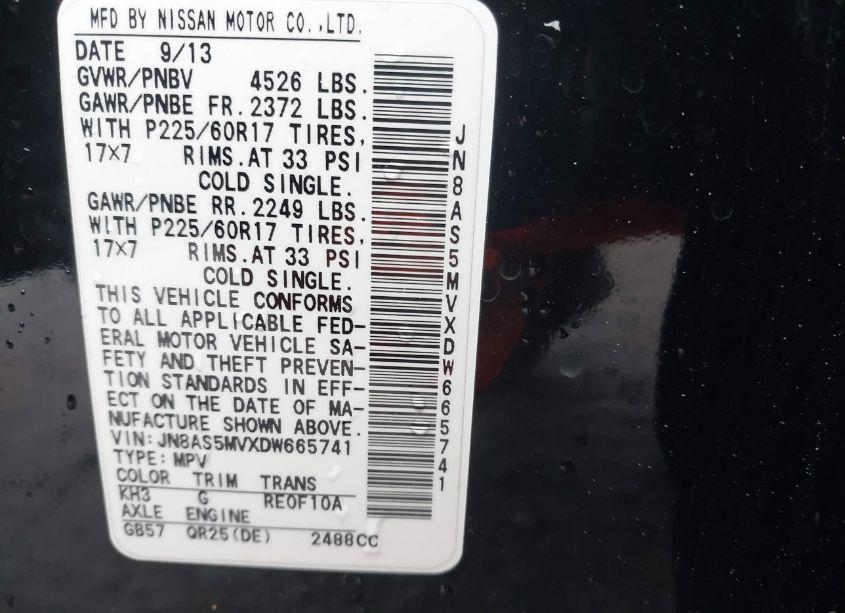 MFD BY NISSAN MOTOR CO.,LTD.
DATE 9/13
GVWR/PNBV 4526 LBS.
GAWR/PNBE FR. 2372 LBS.
WITH P225/60R17 TIRES,
17X7 RIMS. AT 33 PSI
COLD SINGLE.
GAWR/PNBE RR. 2249 LBS.
WITH P225/60R17 TIRES,
17X7 RIMS. AT 33 PSI
COLD SINGLE.
THIS VEHICLE CONFORMS
TO ALL APPLICABLE FED-
ERAL MOTOR VEHICLE SA-
FETY AND THEFT PREVEN-
TION STANDARDS IN EFF-
ECT ON THE DATE OF MA-
NUFACTURE SHOWN ABOVE.
VIN: JN8AS5MVXDW665741
TYPE: MPV
COLOR TRIM TRANS
KH3 G RE0F10A
AXLE ENGINE
GB57 QR25(DE) 2488CC
JN8AS5MVXDW665741